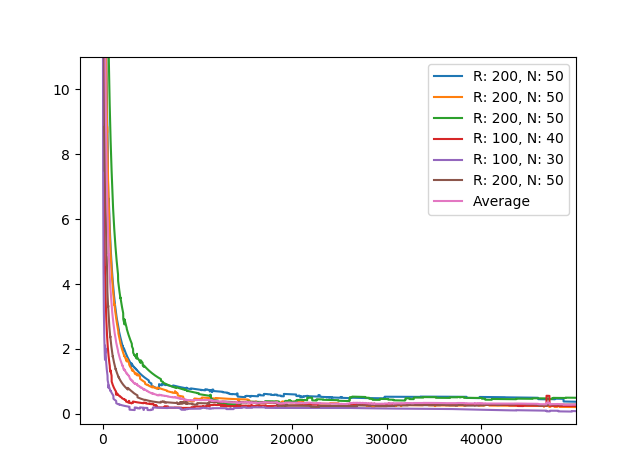 10
8
6
4
2
0
0
10000
20000
30000
40000
R: 200, N: 50
R: 200, N: 50
R: 200, N: 50
R: 100, N: 40
R: 100, N: 30
R: 200, N: 50
Average